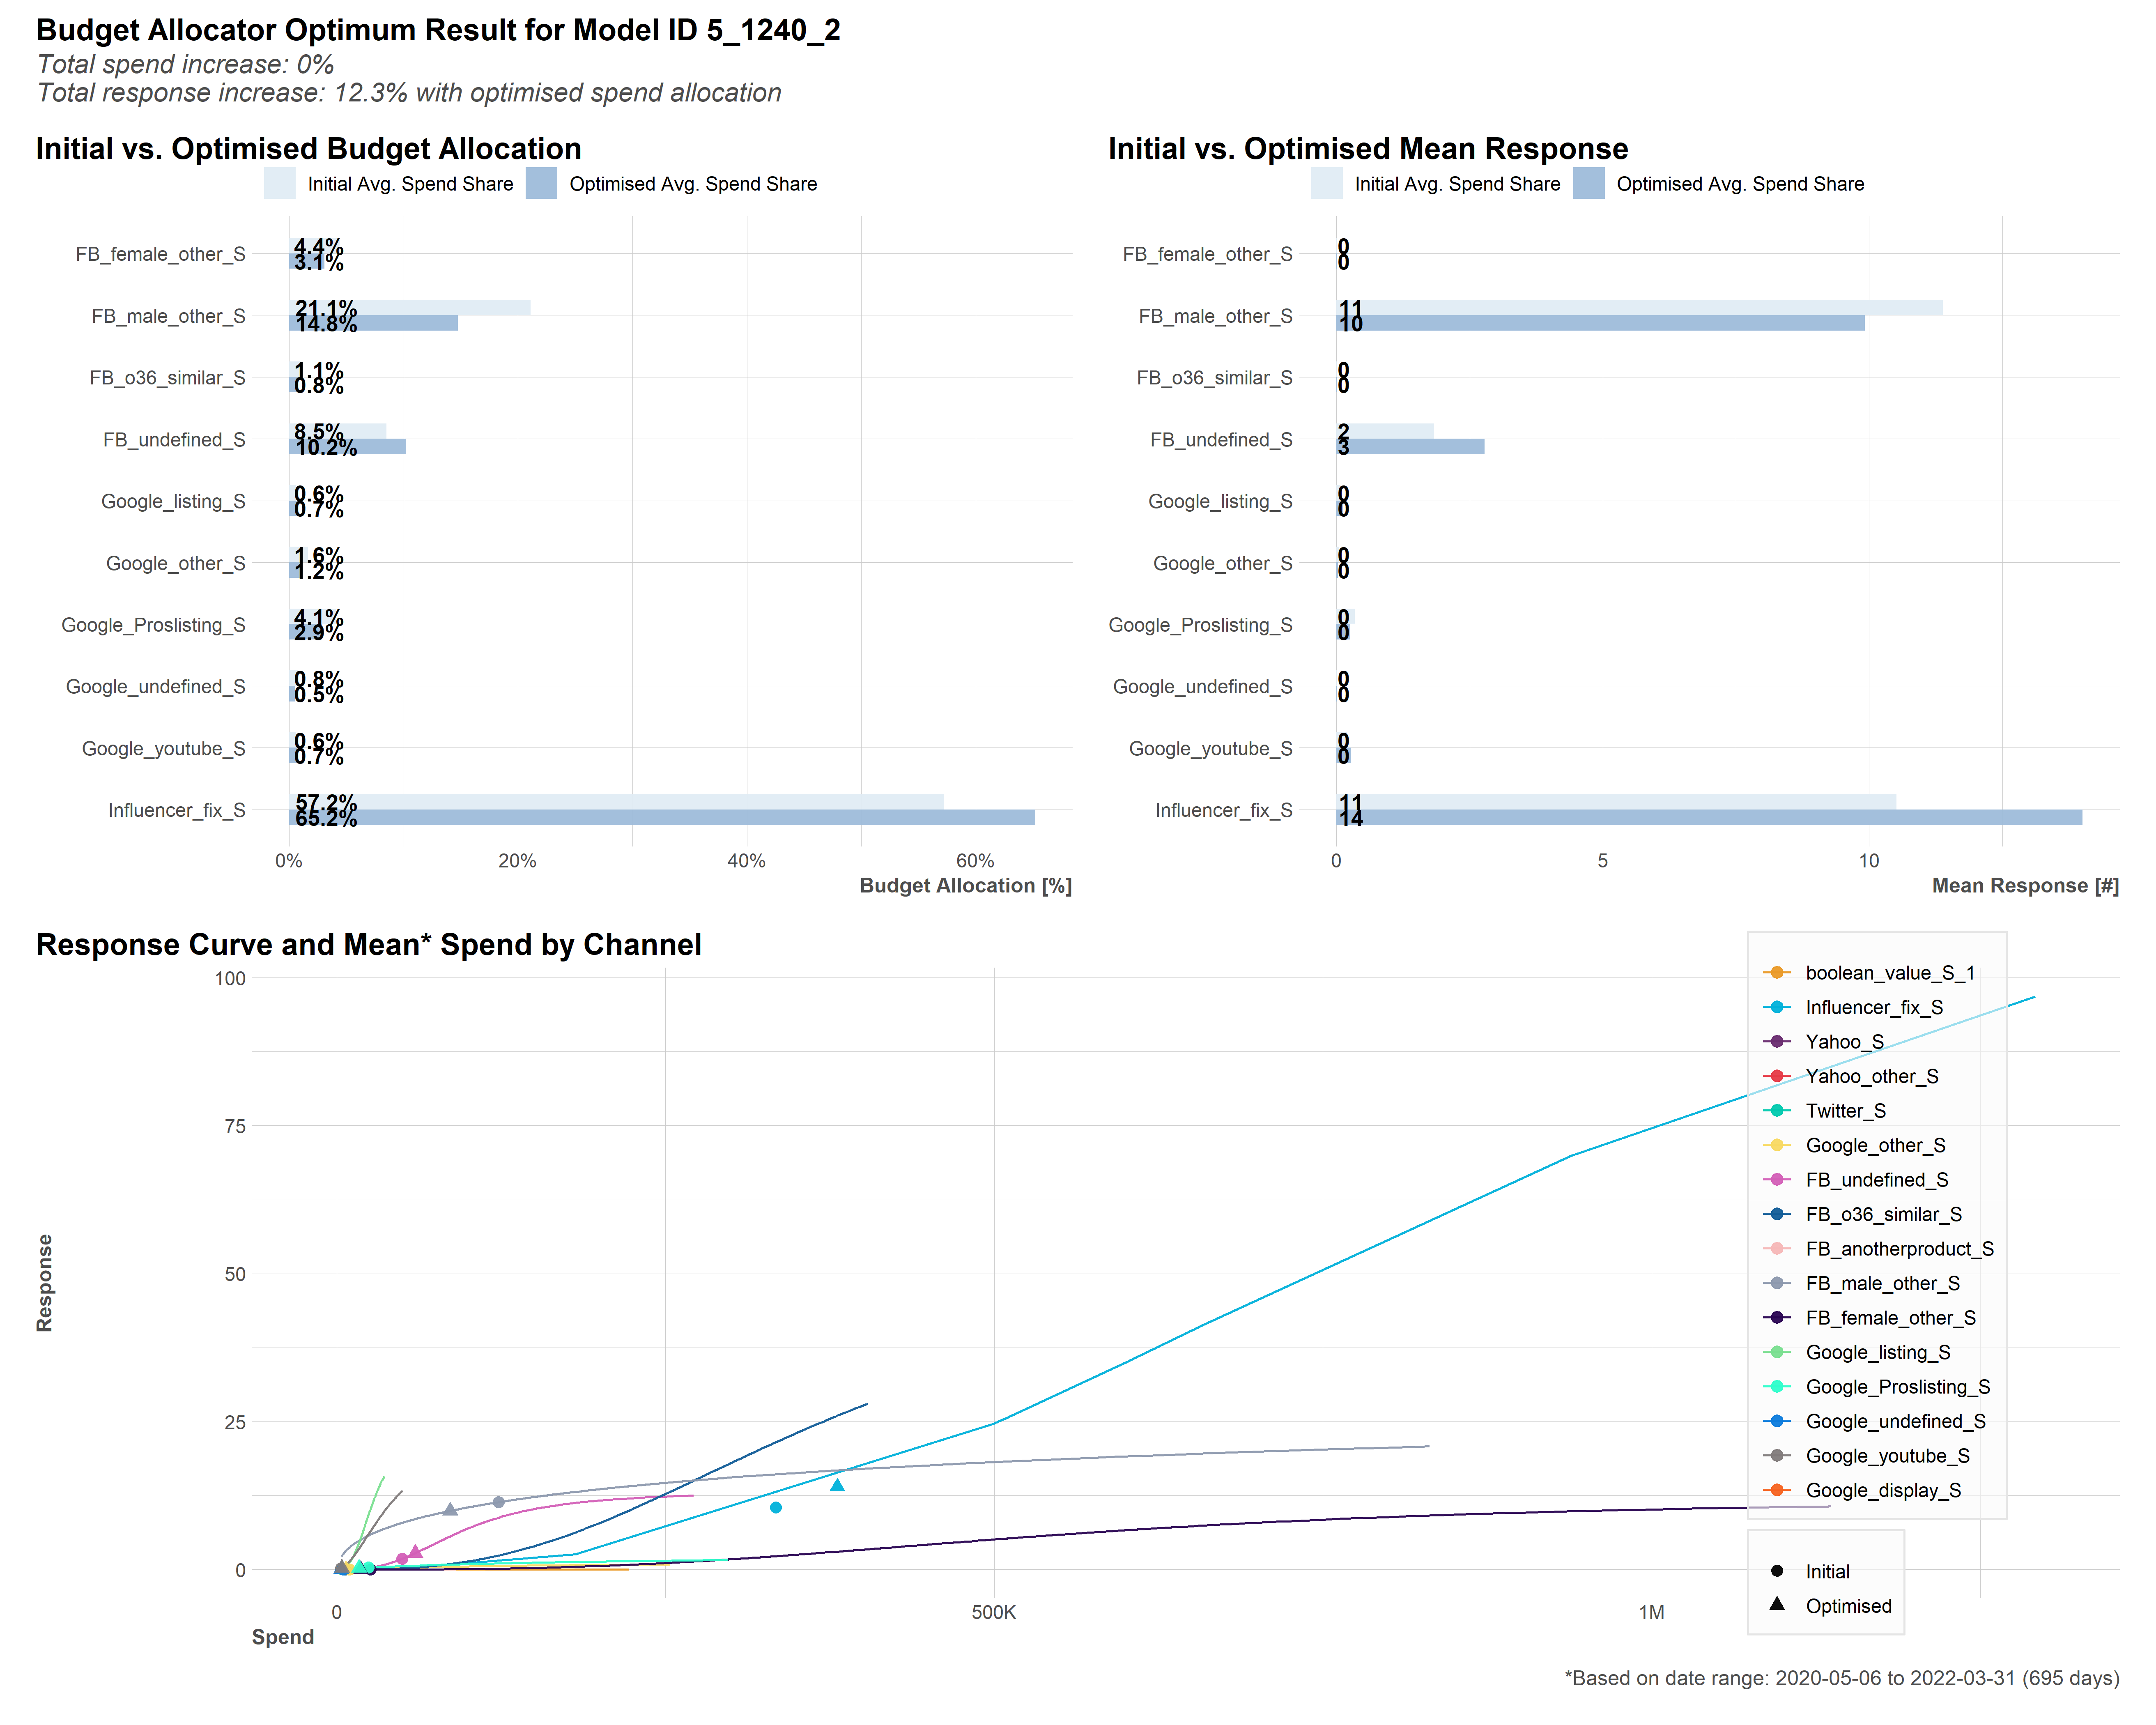 Budget Allocator Optimum Result for Model ID 5_1240_2
Total spend increase: 0%
Total response increase: 12.3% with optimised spend allocation
Initial vs. Optimised Budget Allocation
Initial Avg. Spend Share
Optimised Avg. Spend Share
FB_female_other_S
4.4%
3.1%
FB_male_other_S
21.1%
14.8%
FB_o36_similar_S
1.1%
0.8%
FB_undefined_S
8.5%
10.2%
Google_listing_S
0.6%
0.7%
Google_other_S
1.6%
1.2%
Google_Proslisting_S
4.1%
2.9%
Google_undefined_S
0.8%
0.5%
Google_youtube_S
0.6%
0.7%
Influencer_fix_S
57.2%
65.2%
0%
20%
40%
60%
Budget Allocation [%]
Initial vs. Optimised Mean Response
Initial Avg. Spend Share
Optimised Avg. Spend Share
FB_female_other_S
0
0
FB_male_other_S
11
10
FB_o36_similar_S
0
0
FB_undefined_S
2
3
Google_listing_S
0
0
Google_other_S
0
0
Google_Proslisting_S
0
0
Google_undefined_S
0
0
Google_youtube_S
0
0
Influencer_fix_S
11
14
0
5
10
Mean Response [#]
Response Curve and Mean* Spend by Channel
Response
100
75
50
25
0
0
500K
1M
Spend
boolean_value_S_1
Influencer_fix_S
Yahoo_S
Yahoo_other_S
Twitter_S
Google_other_S
FB_undefined_S
FB_o36_similar_S
FB_anotherproduct_S
FB_male_other_S
FB_female_other_S
Google_listing_S
Google_Proslisting_S
Google_undefined_S
Google_youtube_S
Google_display_S
Initial
Optimised
*Based on date range: 2020-05-06 to 2022-03-31 (695 days)